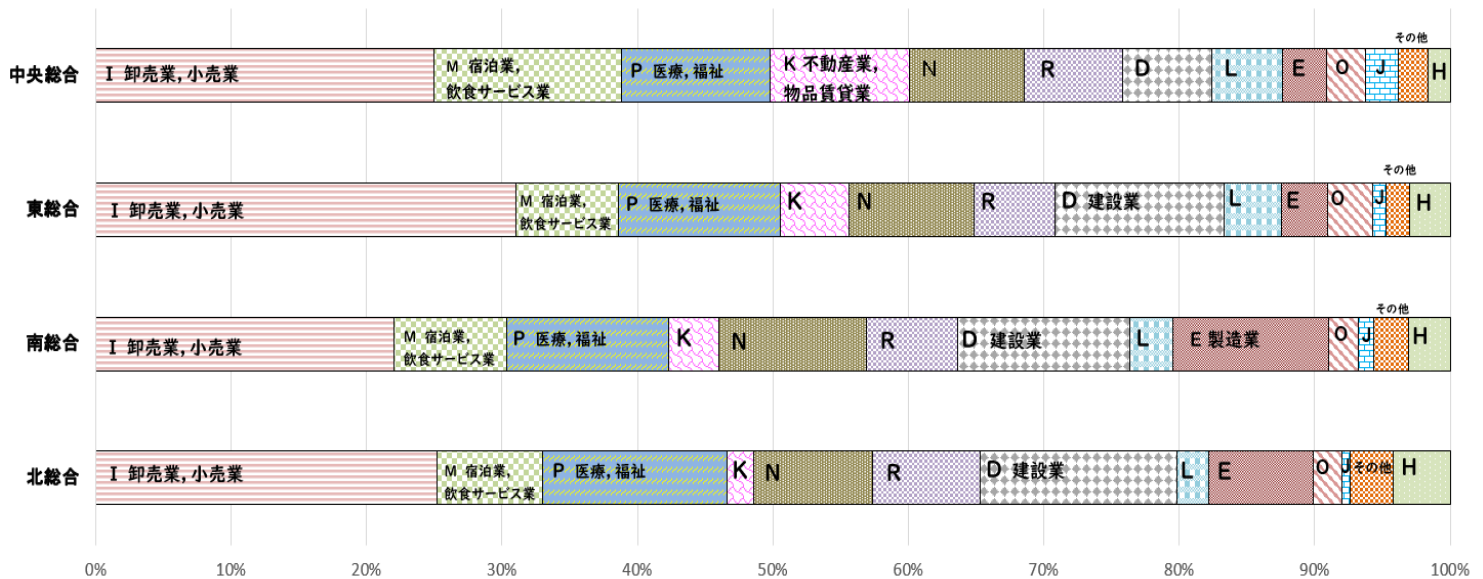 その他
中央総合
I 卸売業,小売業
M 宿泊業,
飲食サービス業
P 医療,福祉
K 不動産業,
物品賃貸業
N
R
D
L
E
O
J
H
その他
東総合
I 卸売業,小売業
M 宿泊業,
飲食サービス業
P 医療,福祉
K
N
R
D 建設業
L
E
O
J
H
その他
南総合
I 卸売業,小売業
M 宿泊業,
飲食サービス業
P 医療,福祉
K
N
R
D 建設業
L
E 製造業
O
J
H
北総合
I 卸売業,小売業
M 宿泊業,
飲食サービス業
P 医療,福祉
K
N
R
D 建設業
L
E
O
J
その他
H
0% 10% 20% 30% 40% 50% 60% 70% 80% 90% 100%